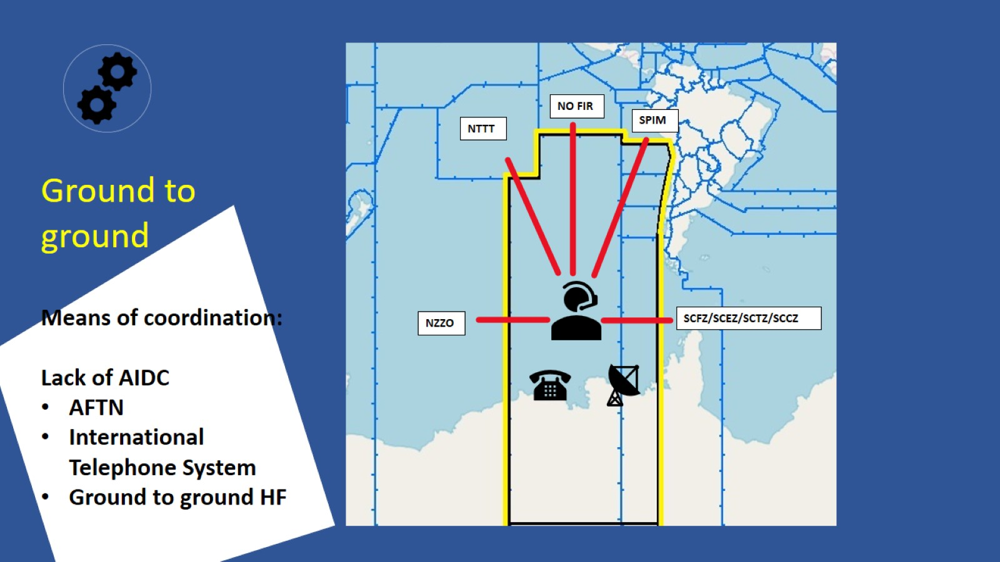 Ground to
ground
Means of coordination:
Lack of AIDC
• AFTN
• International
Telephone System
• Ground to ground HF
NO FIR
SPIM
NTTT
NZZO
SCFZ/SCEZ/SCTZ/SCCZ